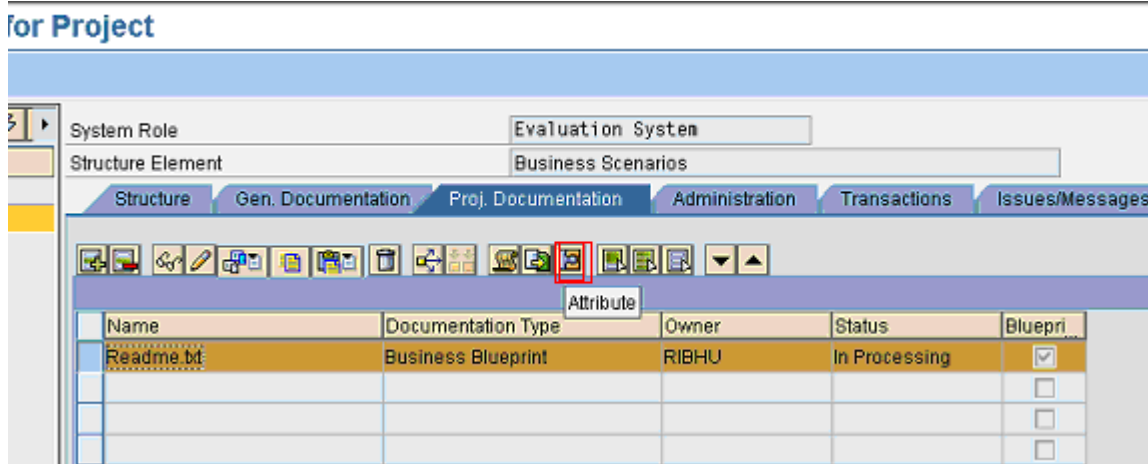 for Project
System Role Evaluation System
Structure Element Business Scenarios
Structure Gen. Documentation Proj. Documentation Administration Transactions Issues/Messages
Attribute
Name Documentation Type Owner Status Bluepri...
Readme.txt Business Blueprint RIBHU In Processing